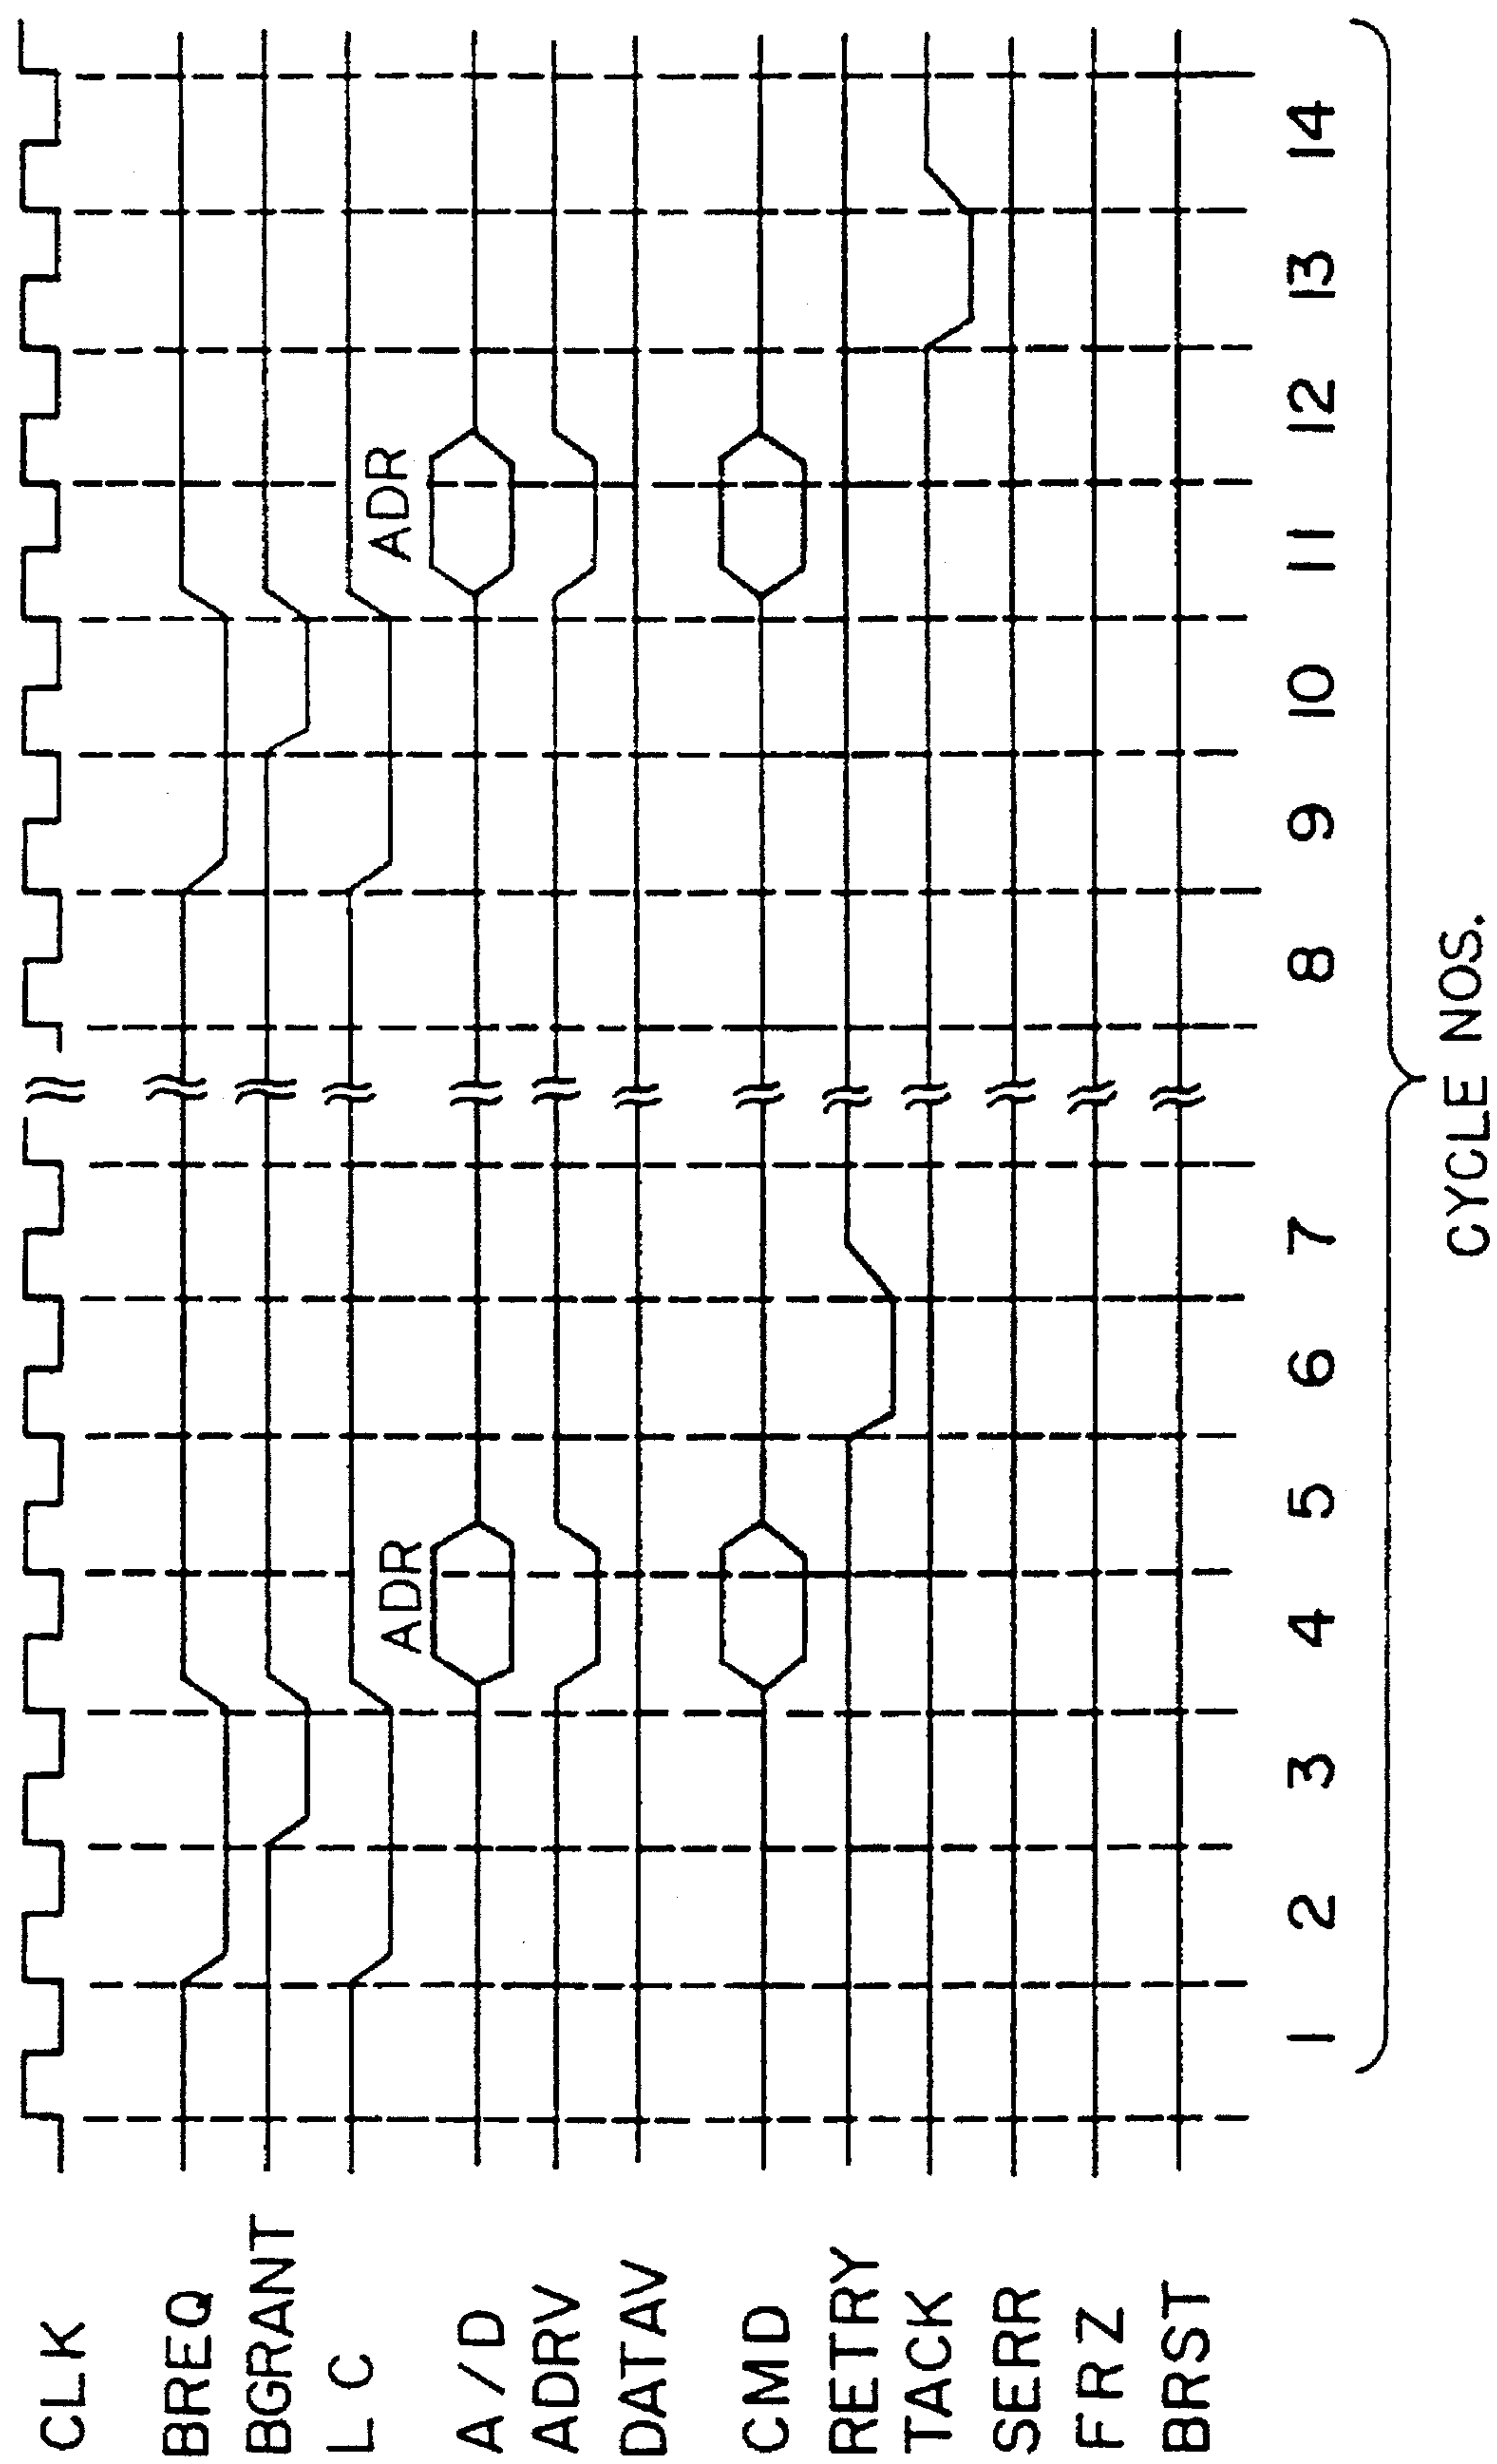 CLK
BREQ
BGRANT
LC
A/D
ADR
ADR
ADRV
DATAV
CMD
RETRY
TACK
SERR
FRZ
BRST
1 2 3 4 5 6 7 8 9 10 11 12 13 14
CYCLE NOS.